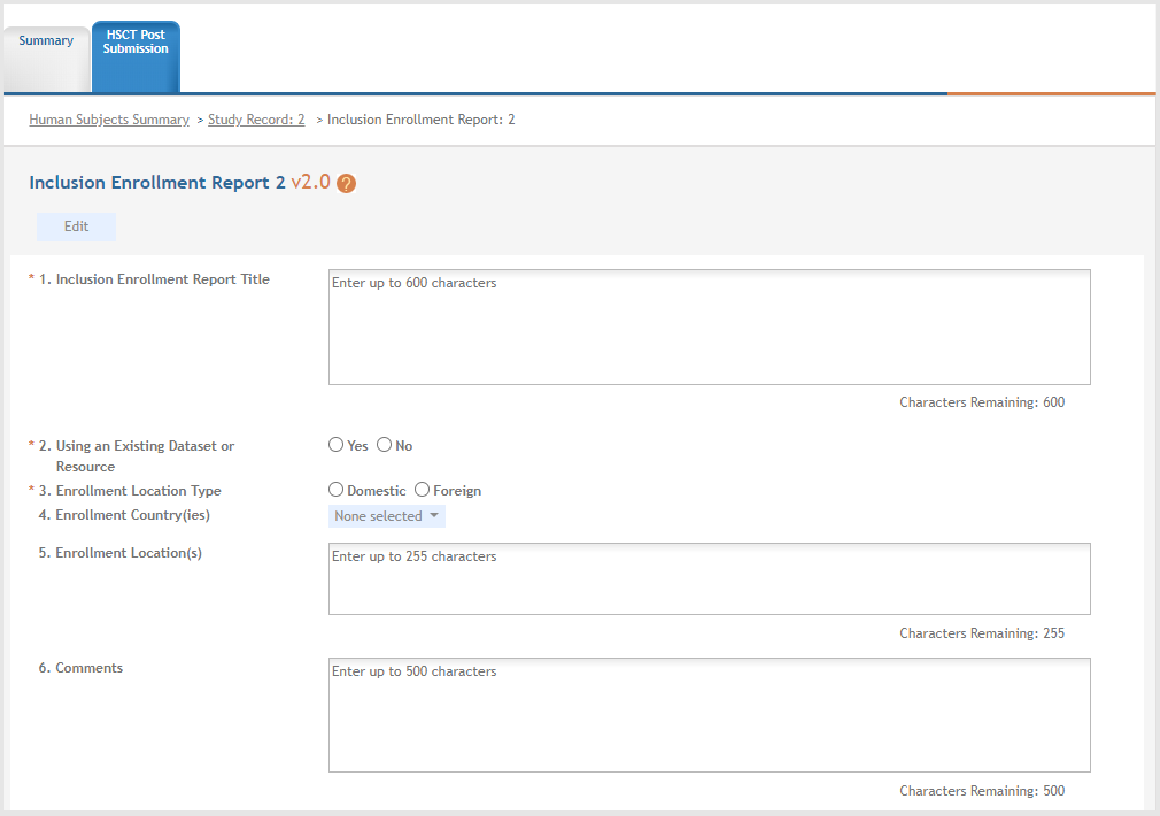 Summary
HSCT Post
Submission
Human Subjects Summary > Study Record: 2 > Inclusion Enrollment Report: 2
Inclusion Enrollment Report 2 v2.0 ?
Edit
* 1. Inclusion Enrollment Report Title
Enter up to 600 characters
Characters Remaining: 600
* 2. Using an Existing Dataset or
Resource
Yes No
* 3. Enrollment Location Type
Domestic Foreign
4. Enrollment Country(ies)
None selected
5. Enrollment Location(s)
Enter up to 255 characters
Characters Remaining: 255
6. Comments
Enter up to 500 characters
Characters Remaining: 500